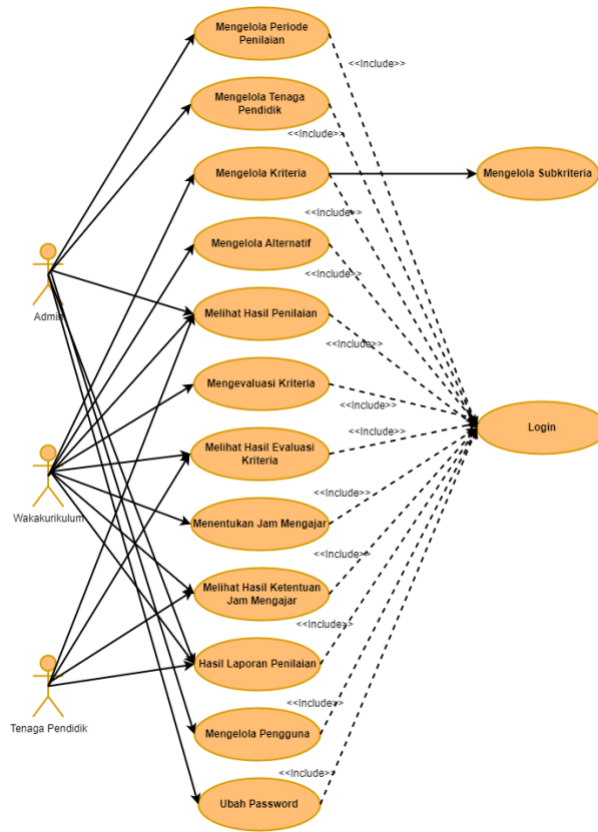 Mengelola Periode
Penilaian
<<Include>>
Mengelola Tenaga
Pendidik
<<Include>>
Mengelola Kriteria
Mengelola Subkriteria
<<Include>>
Mengelola Alternatif
<<Include>>
Admin
Melihat Hasil Penilaian
<<Include>>
Mengevaluasi Kriteria
<<Include>>
Login
<<Include>>
Melihat Hasil Evaluasi
Kriteria
<<Include>>
Wakakurikulum
Menentukan Jam Mengajar
<<Include>>
Melihat Hasil Ketentuan
Jam Mengajar
<<Include>>
Hasil Laporan Penilaian
<<Include>>
Tenaga Pendidik
Mengelola Pengguna
<<Include>>
Ubah Password